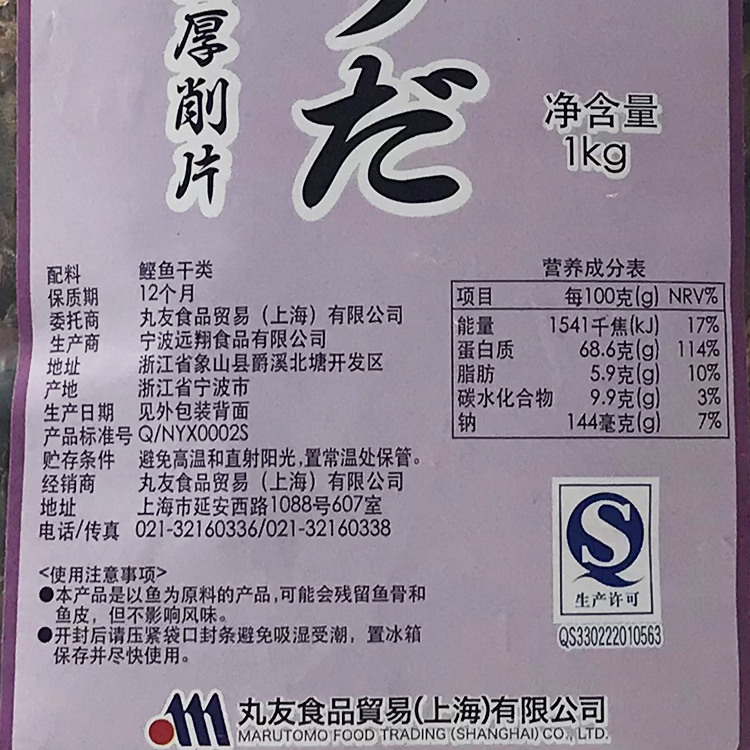 厚削片
だ
净含量
1kg
配料 鲣鱼干类
保质期 12个月
委托商 丸友食品贸易（上海）有限公司
生产商 宁波远翔食品有限公司
地址 浙江省象山县爵溪北塘开发区
产地 浙江省宁波市
生产日期 见外包装背面
产品标准号 Q/NYX0002S
贮存条件 避免高温和直射阳光,置常温处保管。
经销商 丸友食品贸易（上海）有限公司
地址 上海市延安西路1088号607室
电话/传真 021-32160336/021-32160338
<使用注意事项>
●本产品是以鱼为原料的产品,可能会残留鱼骨和
鱼皮，但不影响风味。
●开封后请压紧袋口封条避免吸湿受潮，置冰箱
保存并尽快使用。
营养成分表
项目 每100克(g) NRV%
能量 1541千焦(kJ) 17%
蛋白质 68.6克(g) 114%
脂肪 5.9克(g) 10%
碳水化合物 9.9克(g) 3%
钠 144毫克(g) 7%
生产许可
QS330222010563
丸友食品貿易(上海)有限公司
MARUTOMO FOOD TRADING (SHANGHAI) CO., LTD.